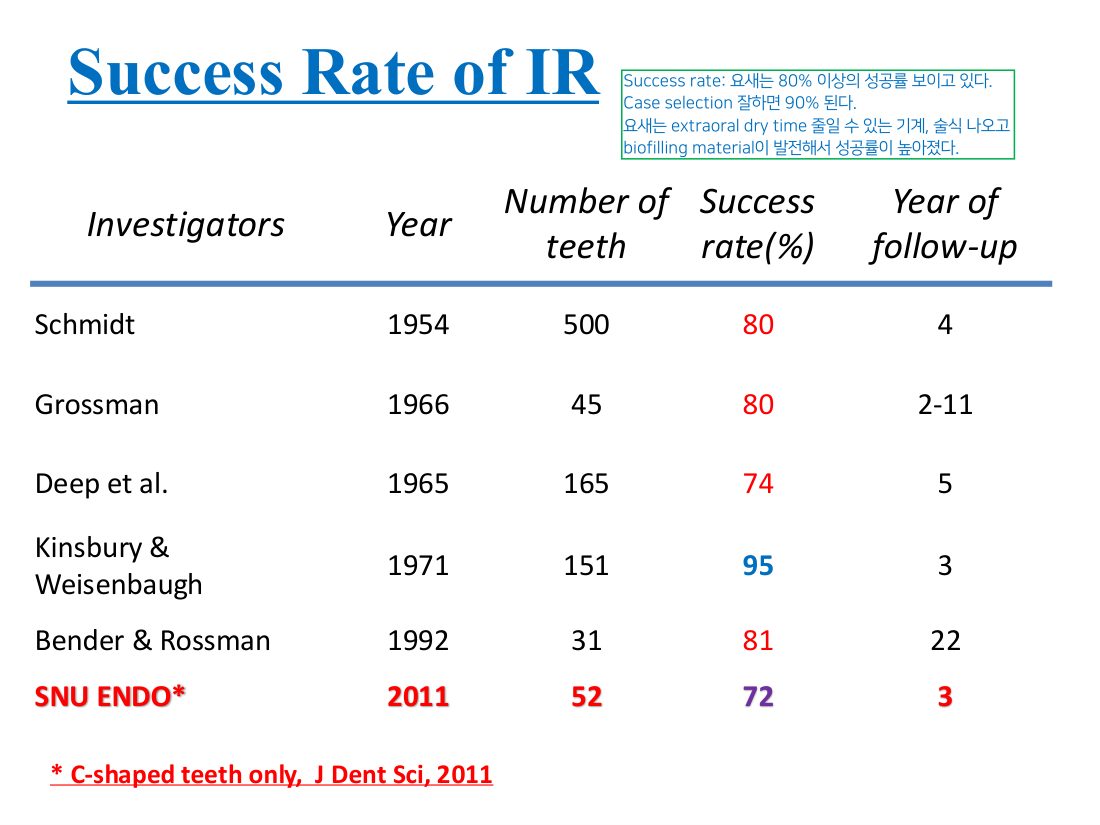 Success Rate of IR
Success rate: 요새는 80% 이상의 성공률 보이고 있다.
Case selection 잘하면 90% 된다.
요새는 extraoral dry time 줄일 수 있는 기계, 술식 나오고
biofilling material이 발전해서 성공률이 높아졌다.
Investigators Year Number of teeth Success rate(%) Year of follow-up
Schmidt 1954 500 80 4
Grossman 1966 45 80 2-11
Deep et al. 1965 165 74 5
Kinsbury &
Weisenbaugh 1971 151 95 3
Bender & Rossman 1992 31 81 22
SNU ENDO* 2011 52 72 3
* C-shaped teeth only, J Dent Sci, 2011